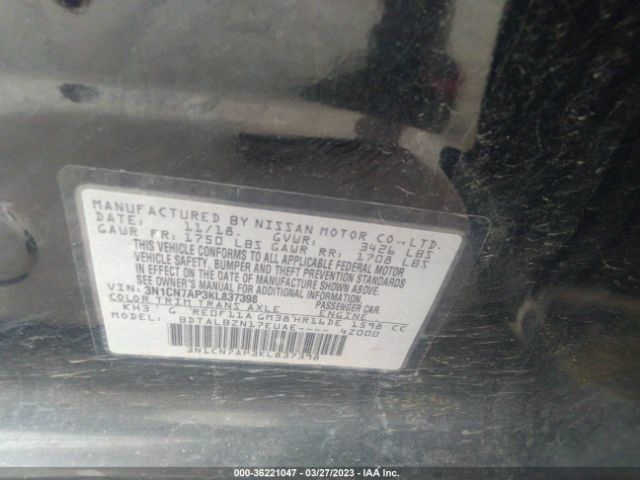 MANUFACTURED BY NISSAN MOTOR CO.,LTD.
DATE: 11/18. GVWR: 3426 LBS
GAWR FR: 1750 LBS GAWR RR: 1708 LBS
THIS VEHICLE CONFORMS TO ALL APPLICABLE FEDERAL MOTOR
VEHICLE SAFETY, BUMPER AND THEFT PREVENTION STANDARDS
IN EFFECT ON THE DATE OF MANUFACTURE SHOWN ABOVE.
SEE OWNER'S MANUAL FOR ADDITIONAL INFORMATION.
VIN: 3N1CN7AP3KL837398 PASSENGER CAR
COLOR TRIM TRANS AXLE ENGINE
KH3 G RE0F11A GM38 HR16DE 1598 CC
BDTALBZN17EUAE---- 42000
3N1CN7AP3KL837398
000-36221047 | 03/27/2023 | IAA Inc.